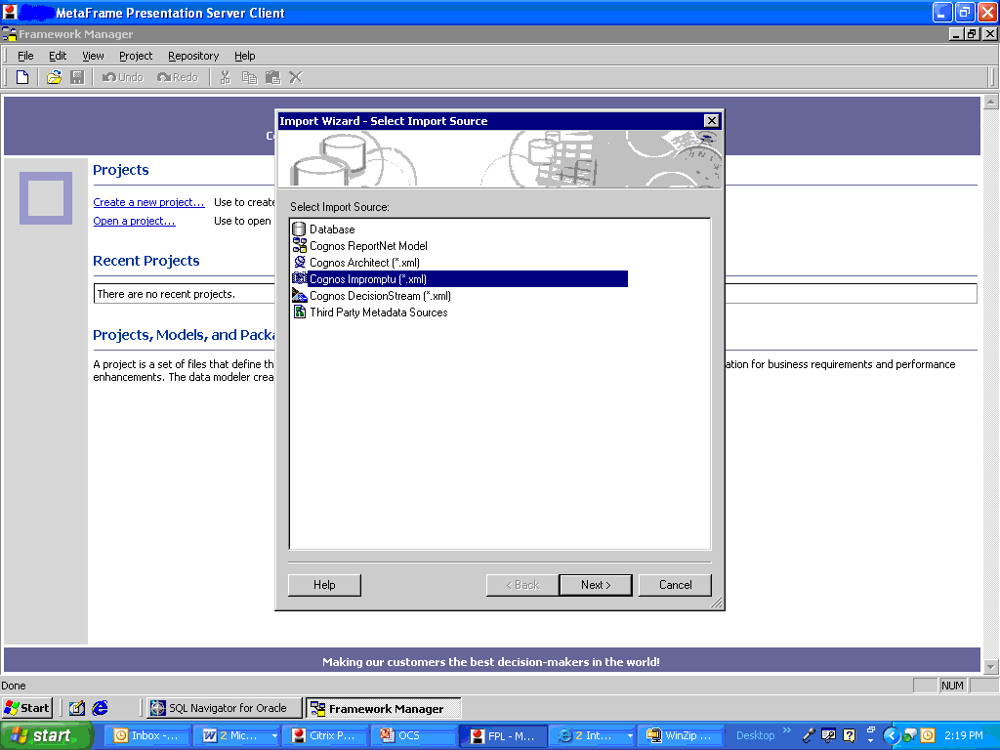 MetaFrame Presentation Server Client
Framework Manager
File Edit View Project Repository Help
Undo Redo
Import Wizard - Select Import Source
Projects
Create a new project... Use to create
Open a project... Use to open
Recent Projects
There are no recent projects.
Projects, Models, and
A project is a set of files that define
ation for business requirements and performance
enhancements. The data modeler
Select Import Source:
Database
Cognos ReportNet Model
Cognos Architect (*.xml)
Cognos Impromptu (*.xml)
Cognos DecisionStream (*.xml)
Third Party Metadata Sources
Help < Back Next > Cancel
Making our customers the best decision-makers in the world!
Done NUM
Start SQL Navigator for Oracle Framework Manager
start Inbox -... 2 Mic... Citrix P... OCS FPL - M... 2 Int... WinZip ... Desktop » 2:19 PM